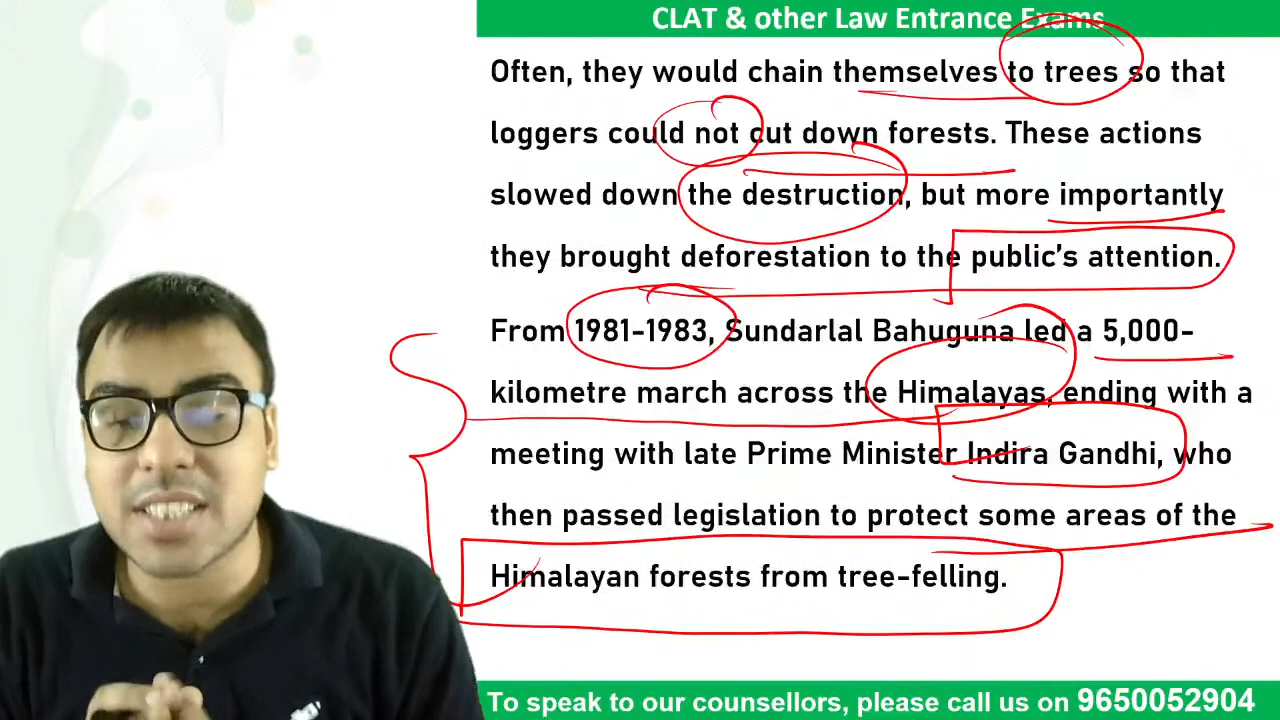 CLAT & other Law Entrance Exams
Often, they would chain themselves to trees so that
loggers could not cut down forests. These actions
slowed down the destruction, but more importantly
they brought deforestation to the public's attention.
From 1981-1983, Sundarlal Bahuguna led a 5,000-
kilometre march across the Himalayas, ending with a
meeting with late Prime Minister Indira Gandhi, who
then passed legislation to protect some areas of the
Himalayan forests from tree-felling.
To speak to our counsellors, please call us on 9650052904